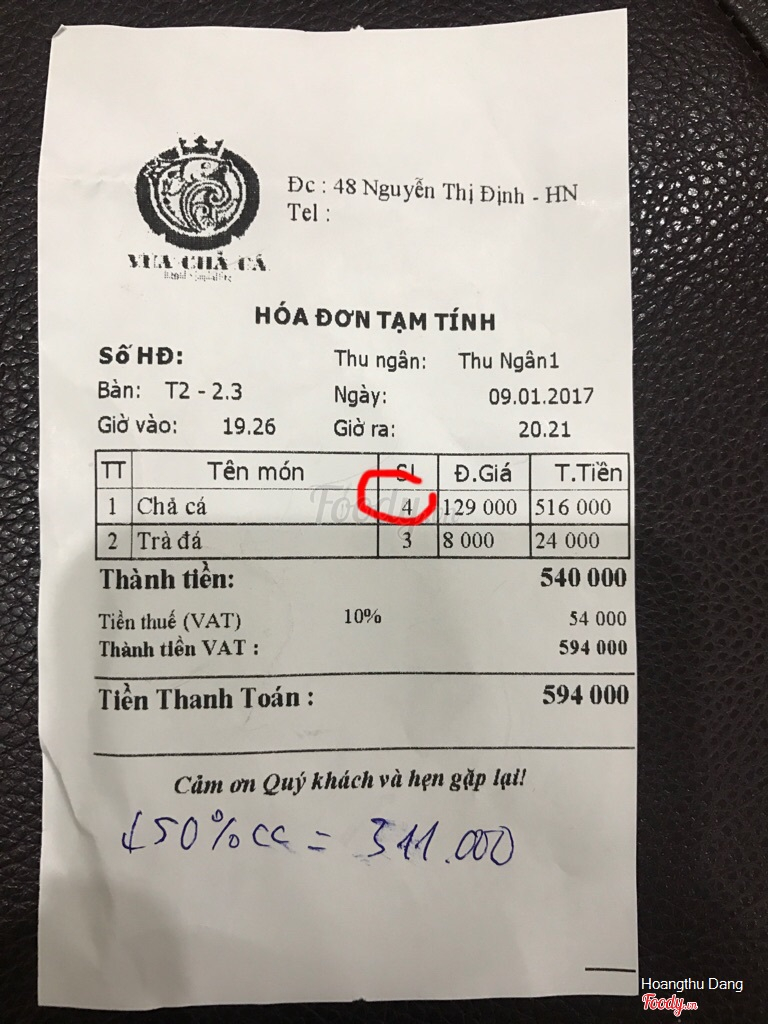 Đc : 48 Nguyễn Thị Định - HN
Tel :
VUA CHẢ CÁ
HÓA ĐƠN TẠM TÍNH
Số HĐ:
Thu ngân: Thu Ngân1
Bàn: T2 - 2.3
Ngày: 09.01.2017
Giờ vào: 19.26
Giờ ra: 20.21
TT Tên món SL Đ.Giá T.Tiền
1 Chả cá 4 129 000 516 000
2 Trà đá 3 8 000 24 000
Thành tiền: 540 000
Tiền thuế (VAT) 10% 54 000
Thành tiền VAT : 594 000
Tiền Thanh Toán : 594 000
Cảm ơn Quý khách và hẹn gặp lại!
↓50% cc = 311.000
Foody.vn
Hoangthu Dang
Foody.vn